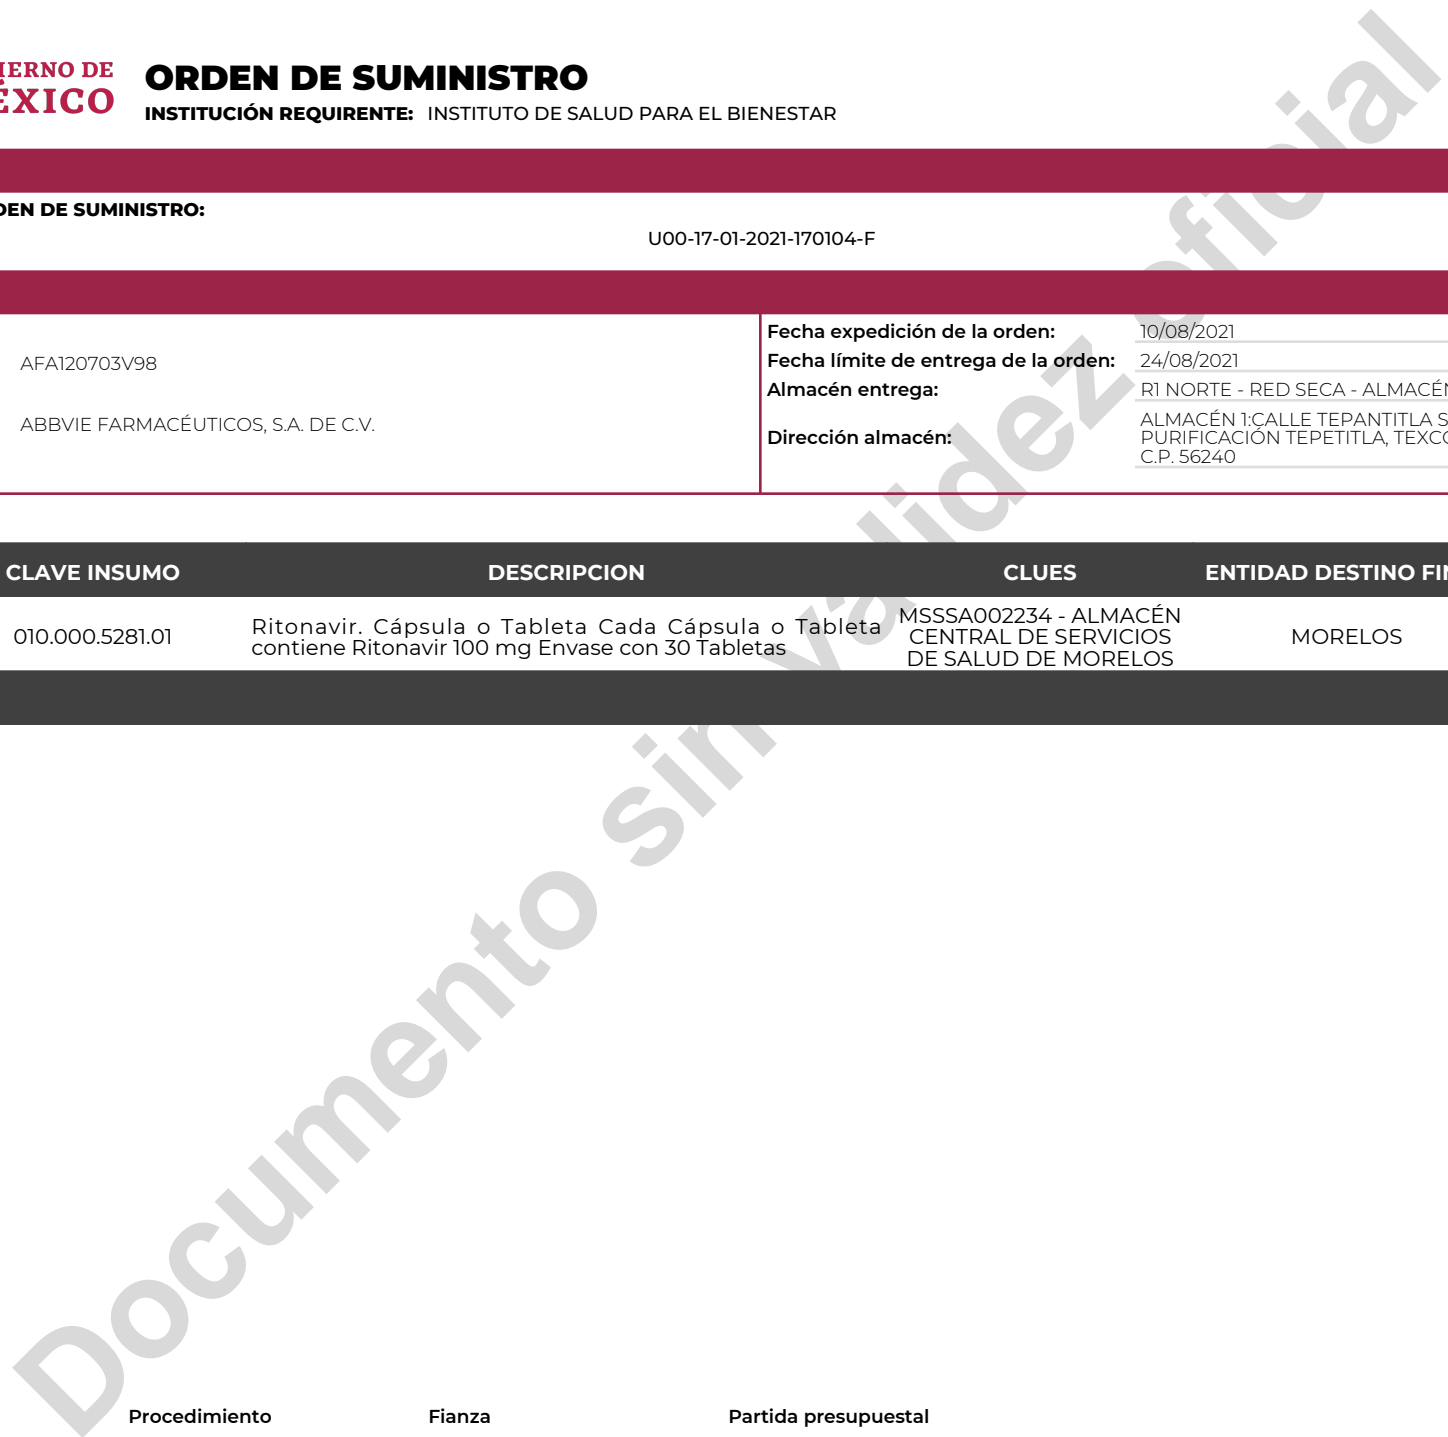 IERNO DE
ÉXICO
ORDEN DE SUMINISTRO
INSTITUCIÓN REQUIRENTE: INSTITUTO DE SALUD PARA EL BIENESTAR
DEN DE SUMINISTRO:
U00-17-01-2021-170104-F
AFA120703V98
ABBVIE FARMACÉUTICOS, S.A. DE C.V.
Fecha expedición de la orden: 10/08/2021
Fecha límite de entrega de la orden: 24/08/2021
Almacén entrega: R1 NORTE - RED SECA - ALMACÉN
Dirección almacén: ALMACÉN 1:CALLE TEPANTITLA S
PURIFICACIÓN TEPETITLA, TEXCO
C.P. 56240
CLAVE INSUMO DESCRIPCION CLUES ENTIDAD DESTINO FIN
010.000.5281.01
Ritonavir. Cápsula o Tableta Cada Cápsula o Tableta
contiene Ritonavir 100 mg Envase con 30 Tabletas
MSSSA002234 - ALMACÉN
CENTRAL DE SERVICIOS
DE SALUD DE MORELOS
MORELOS
Documento sin validez oficial
Procedimiento Fianza Partida presupuestal